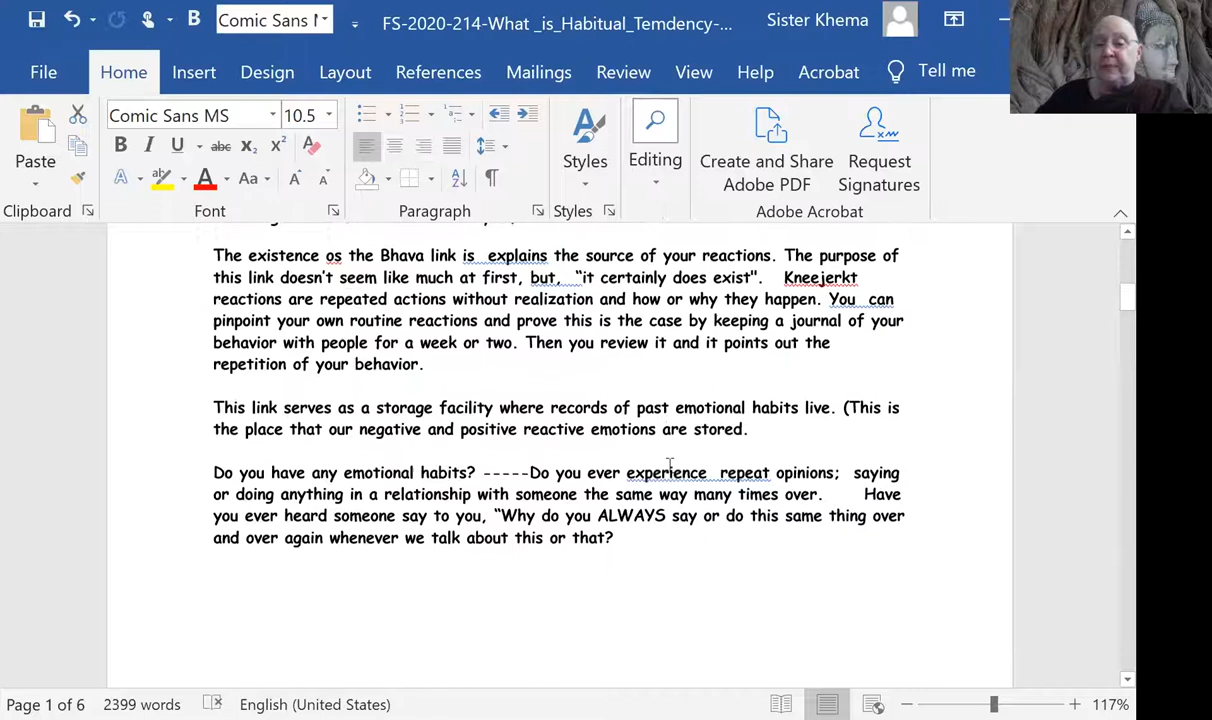 Comic Sans M
FS-2020-214-What _is_Habitual_Temdency-...
Sister Khema
File Home Insert Design Layout References Mailings Review View Help Acrobat Tell me
Paste
Comic Sans MS 10.5
Styles
Editing
Create and Share Adobe PDF
Request Signatures
Clipboard Font Paragraph Styles Adobe Acrobat
The existence os the Bhava link is explains the source of your reactions. The purpose of
this link doesn't seem like much at first, but, "it certainly does exist". Kneejerkt
reactions are repeated actions without realization and how or why they happen. You can
pinpoint your own routine reactions and prove this is the case by keeping a journal of your
behavior with people for a week or two. Then you review it and it points out the
repetition of your behavior.
This link serves as a storage facility where records of past emotional habits live. (This is
the place that our negative and positive reactive emotions are stored.
Do you have any emotional habits? -----Do you ever experience repeat opinions; saying
or doing anything in a relationship with someone the same way many times over. Have
you ever heard someone say to you, "Why do you ALWAYS say or do this same thing over
and over again whenever we talk about this or that?
Page 1 of 6 2399 words English (United States) 117%